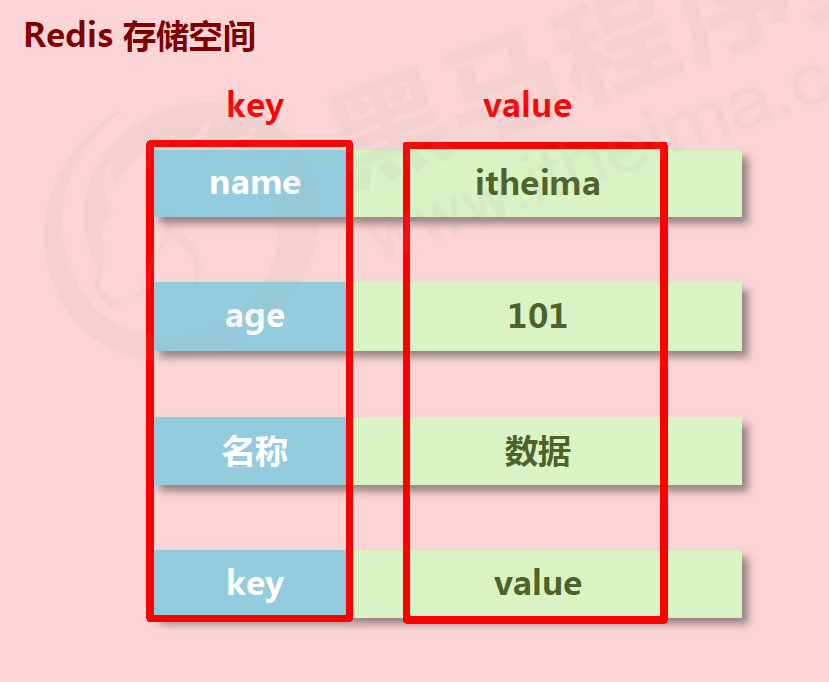 Redis 存储空间
key value
name itheima
age 101
名称 数据
key value
黑马程序
www.itheima.c